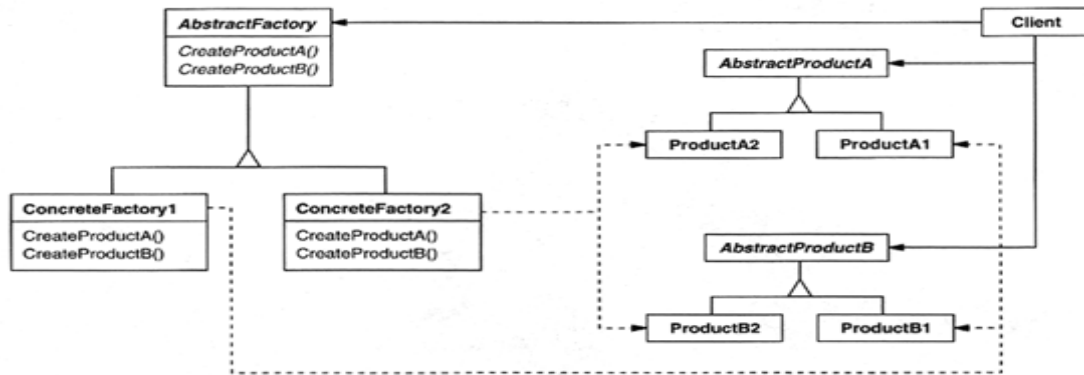 AbstractFactory
CreateProductA()
CreateProductB()
Client
AbstractProductA
ProductA2
ProductA1
ConcreteFactory1
CreateProductA()
CreateProductB()
ConcreteFactory2
CreateProductA()
CreateProductB()
AbstractProductB
ProductB2
ProductB1